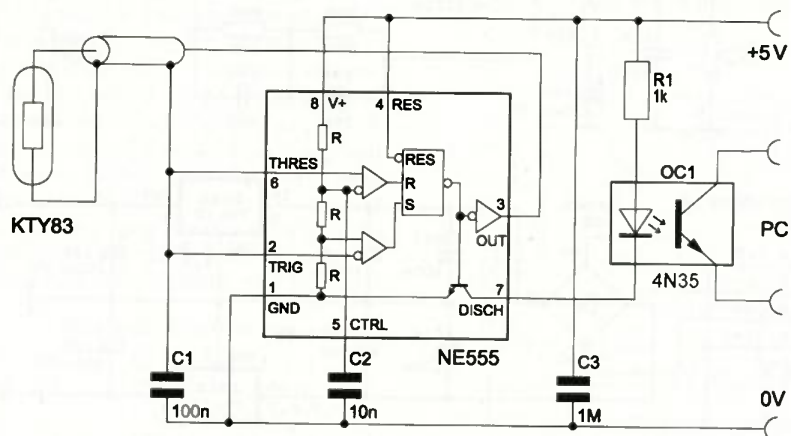 +5V
R1
1k
8 V+
4 RES
R
RES
OC1
THRES
6
R
S
3
OUT
KTY83
R
PC
2
TRIG
R
4N35
1
GND
7
DISCH
5 CTRL
NE555
C1
C2
C3
0V
100n
10n
1M